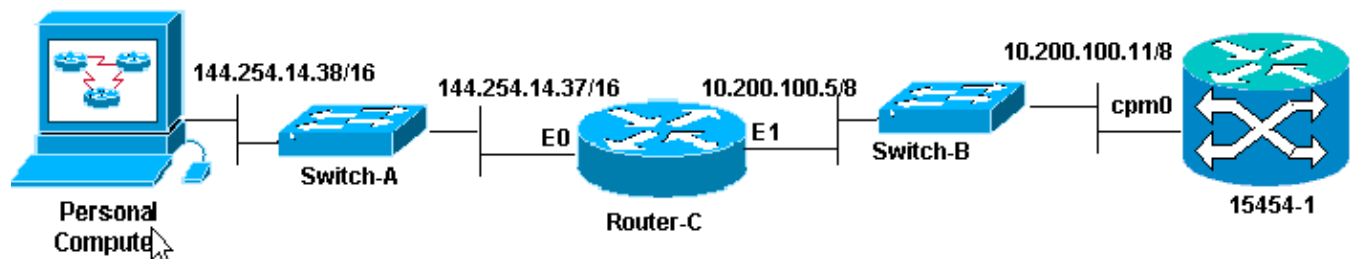 144.254.14.38/16
144.254.14.37/16
10.200.100.5/8
10.200.100.11/8
cpm0
E0
E1
Switch-A
Switch-B
Router-C
15454-1
Personal
Computer